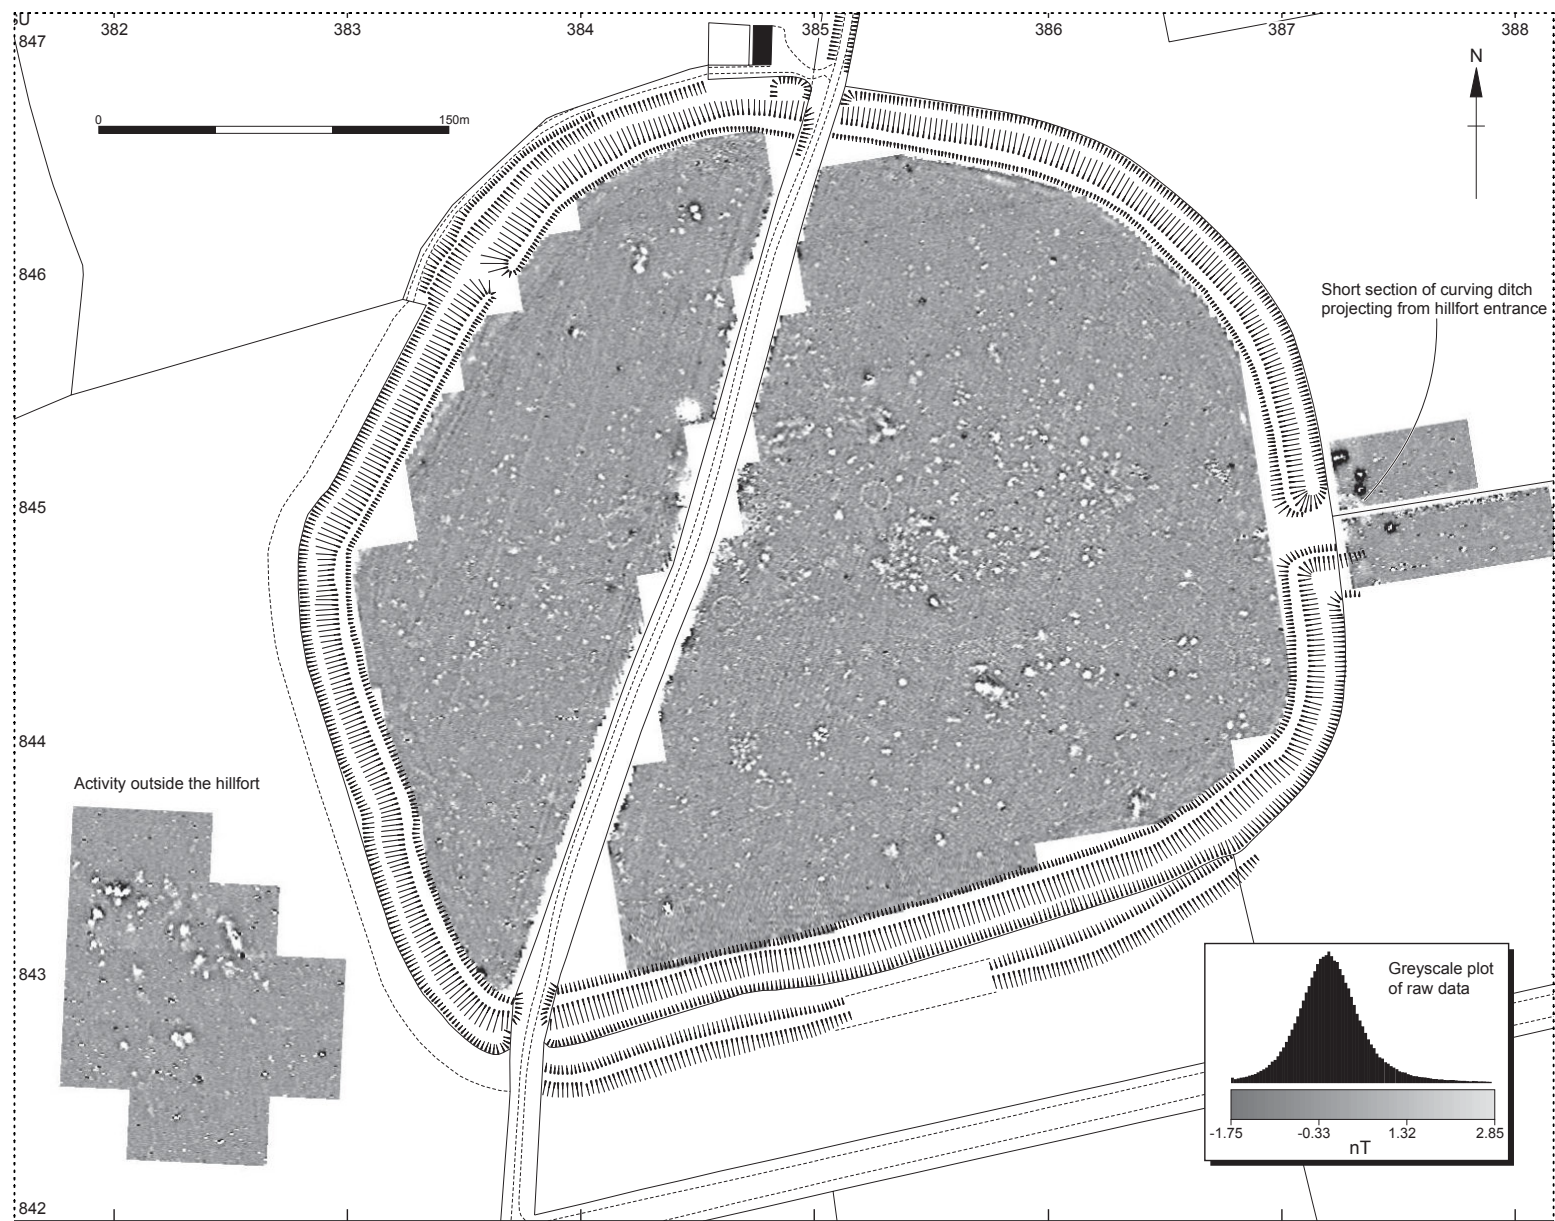 SU
382 383 384 385 386 387 388
847
N
0 150m
846
Short section of curving ditch
projecting from hillfort entrance
845
844
Activity outside the hillfort
843
Greyscale plot
of raw data
-1.75 -0.33 1.32 2.85
nT
842